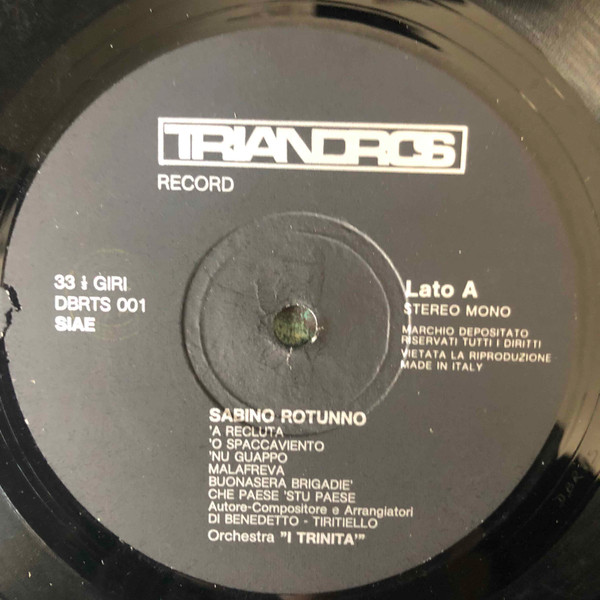 TRIANDROS
RECORD
33 ⅓ GIRI
DBRTS 001
SIAE
Lato A
STEREO MONO
MARCHIO DEPOSITATO
RISERVATI TUTTI I DIRITTI
VIETATA LA RIPRODUZIONE
MADE IN ITALY
SABINO ROTUNNO
'A RECLUTA
'O SPACCAVIENTO
'NU GUAPPO
MALAFREVA
BUONASERA BRIGADIE'
CHE PAESE 'STU PAESE
Autore-Compositore e Arrangiatori
DI BENEDETTO - TIRITIELLO
Orchestra "I TRINITA'"